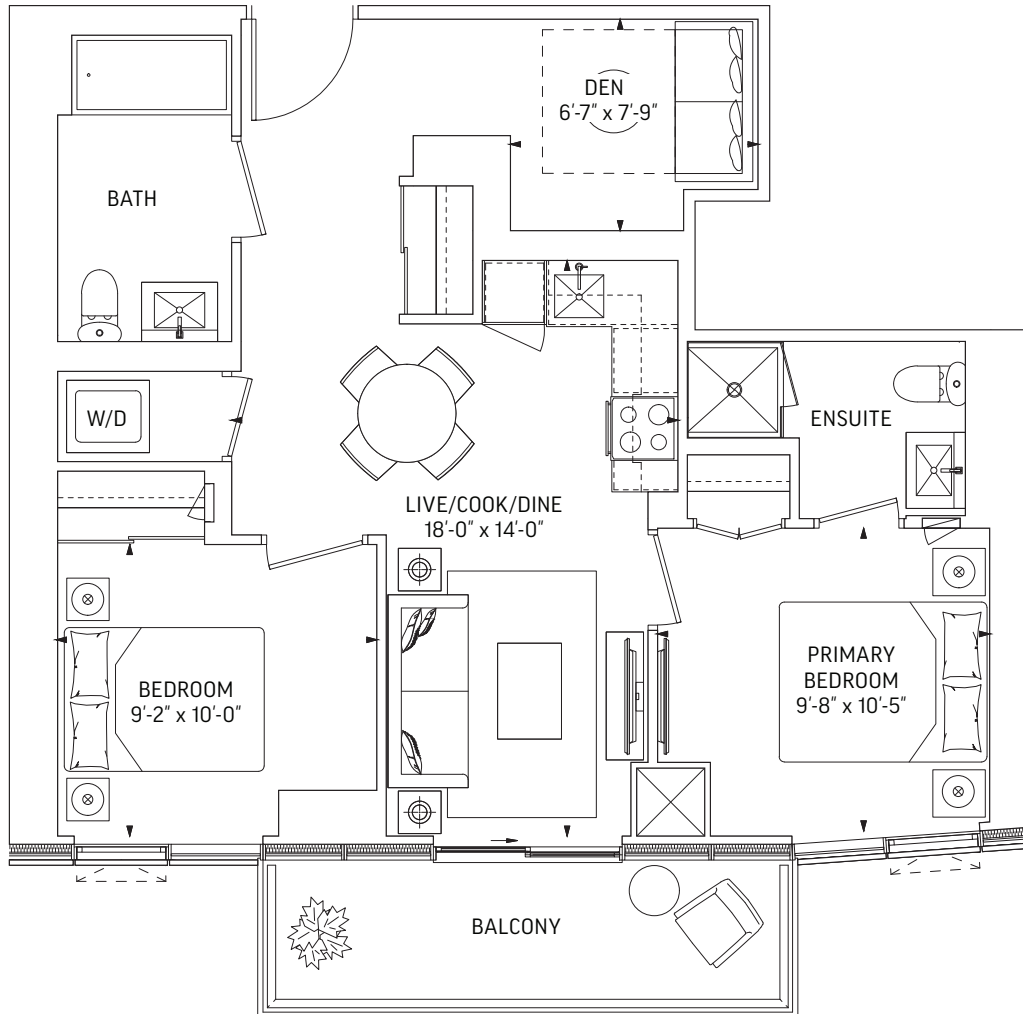 DEN
6'-7" x 7'-9"
BATH
W/D
ENSUITE
LIVE/COOK/DINE
18'-0" x 14'-0"
BEDROOM
9'-2" x 10'-0"
PRIMARY
BEDROOM
9'-8" x 10'-5"
BALCONY